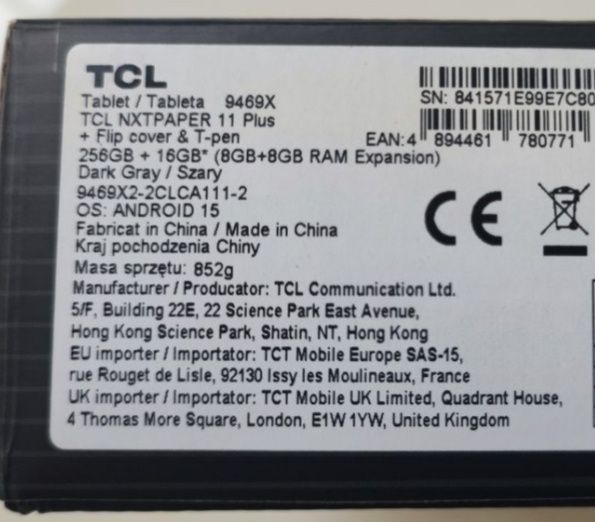 TCL
Tablet / Tableta 9469X
TCL NXTPAPER 11 Plus
+ Flip cover & T-pen
256GB + 16GB* (8GB+8GB RAM Expansion)
Dark Gray / Szary
9469X2-2CLCA111-2
OS: ANDROID 15
Fabricat in China / Made in China
Kraj pochodzenia Chiny
Masa sprzętu: 852g
Manufacturer / Producator: TCL Communication Ltd.
5/F, Building 22E, 22 Science Park East Avenue,
Hong Kong Science Park, Shatin, NT, Hong Kong
EU importer / Importator: TCT Mobile Europe SAS-15,
rue Rouget de Lisle, 92130 Issy les Moulineaux, France
UK importer / Importator: TCT Mobile UK Limited, Quadrant House,
4 Thomas More Square, London, E1W 1YW, United Kingdom
SN: 841571E99E7C80
EAN: 4 894461 780771
CE